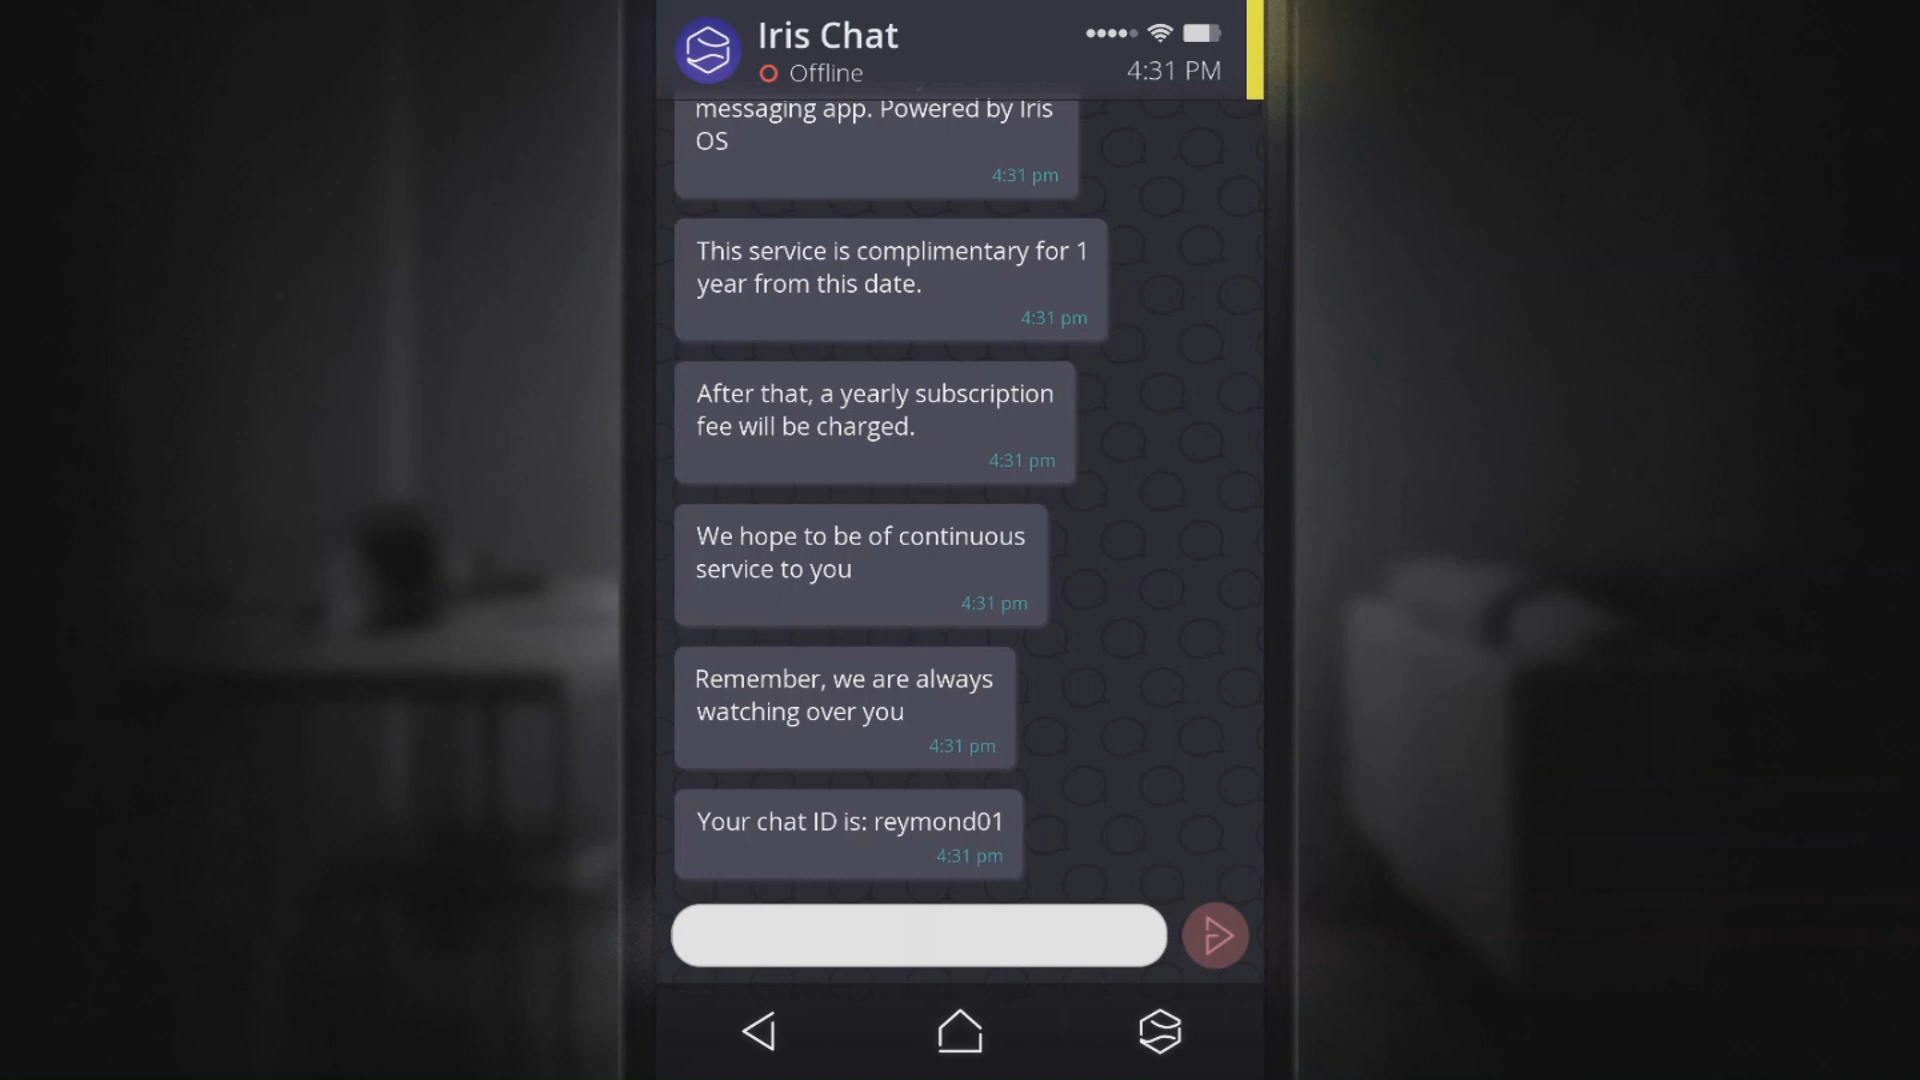 Iris Chat
Offline
4:31 PM
messaging app. Powered by Iris
OS
4:31 pm
This service is complimentary for 1
year from this date.
4:31 pm
After that, a yearly subscription
fee will be charged.
4:31 pm
We hope to be of continuous
service to you
4:31 pm
Remember, we are always
watching over you
4:31 pm
Your chat ID is: reymond01
4:31 pm